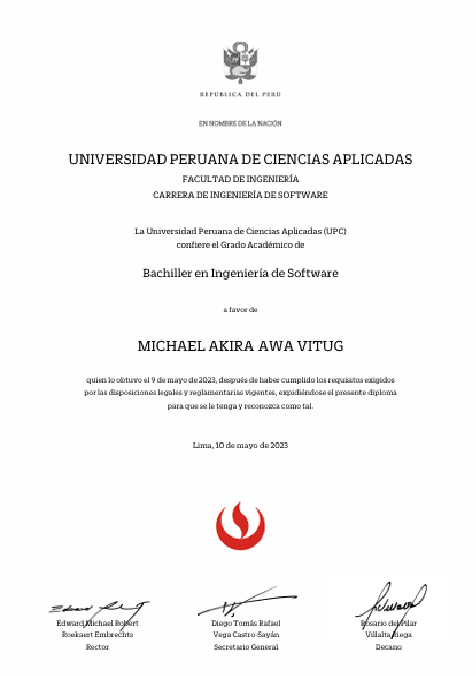 REPÚBLICA DEL PERÚ
EN NOMBRE DE LA NACIÓN
UNIVERSIDAD PERUANA DE CIENCIAS APLICADAS
FACULTAD DE INGENIERÍA
CARRERA DE INGENIERÍA DE SOFTWARE
La Universidad Peruana de Ciencias Aplicadas (UPC)
confiere el Grado Académico de
Bachiller en Ingeniería de Software
a favor de
MICHAEL AKIRA AWA VITUG
quien lo obtuvo el 9 de mayo de 2023, después de haber cumplido los requisitos exigidos
por las disposiciones legales y reglamentarias vigentes, expidiéndose el presente diploma
para que se le tenga y reconozca como tal.
Lima, 10 de mayo de 2023
Edward Michael Robert
Roekaert Embrechts
Rector
Diego Tomás Rafael
Vega Castro-Sayán
Secretario General
Rosario del Pilar
Villalta Riega
Decano